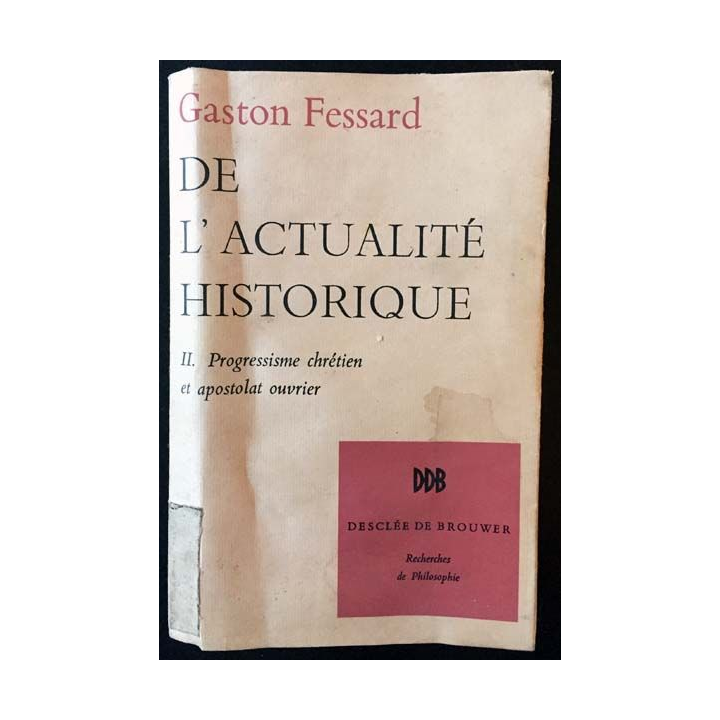 Gaston Fessard
DE
L'ACTUALITÉ
HISTORIQUE
II. Progressisme chrétien
et apostolat ouvrier
DDB
DESCLÉE DE BROUWER
Recherches
de Philosophie